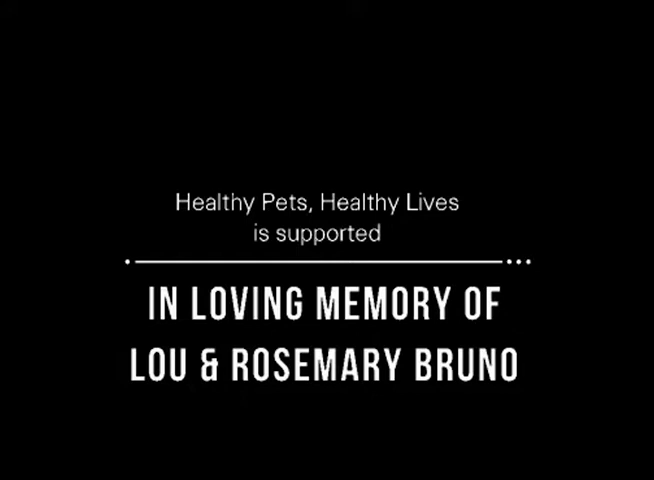 Healthy Pets, Healthy Lives
is supported
IN LOVING MEMORY OF
LOU & ROSEMARY BRUNO